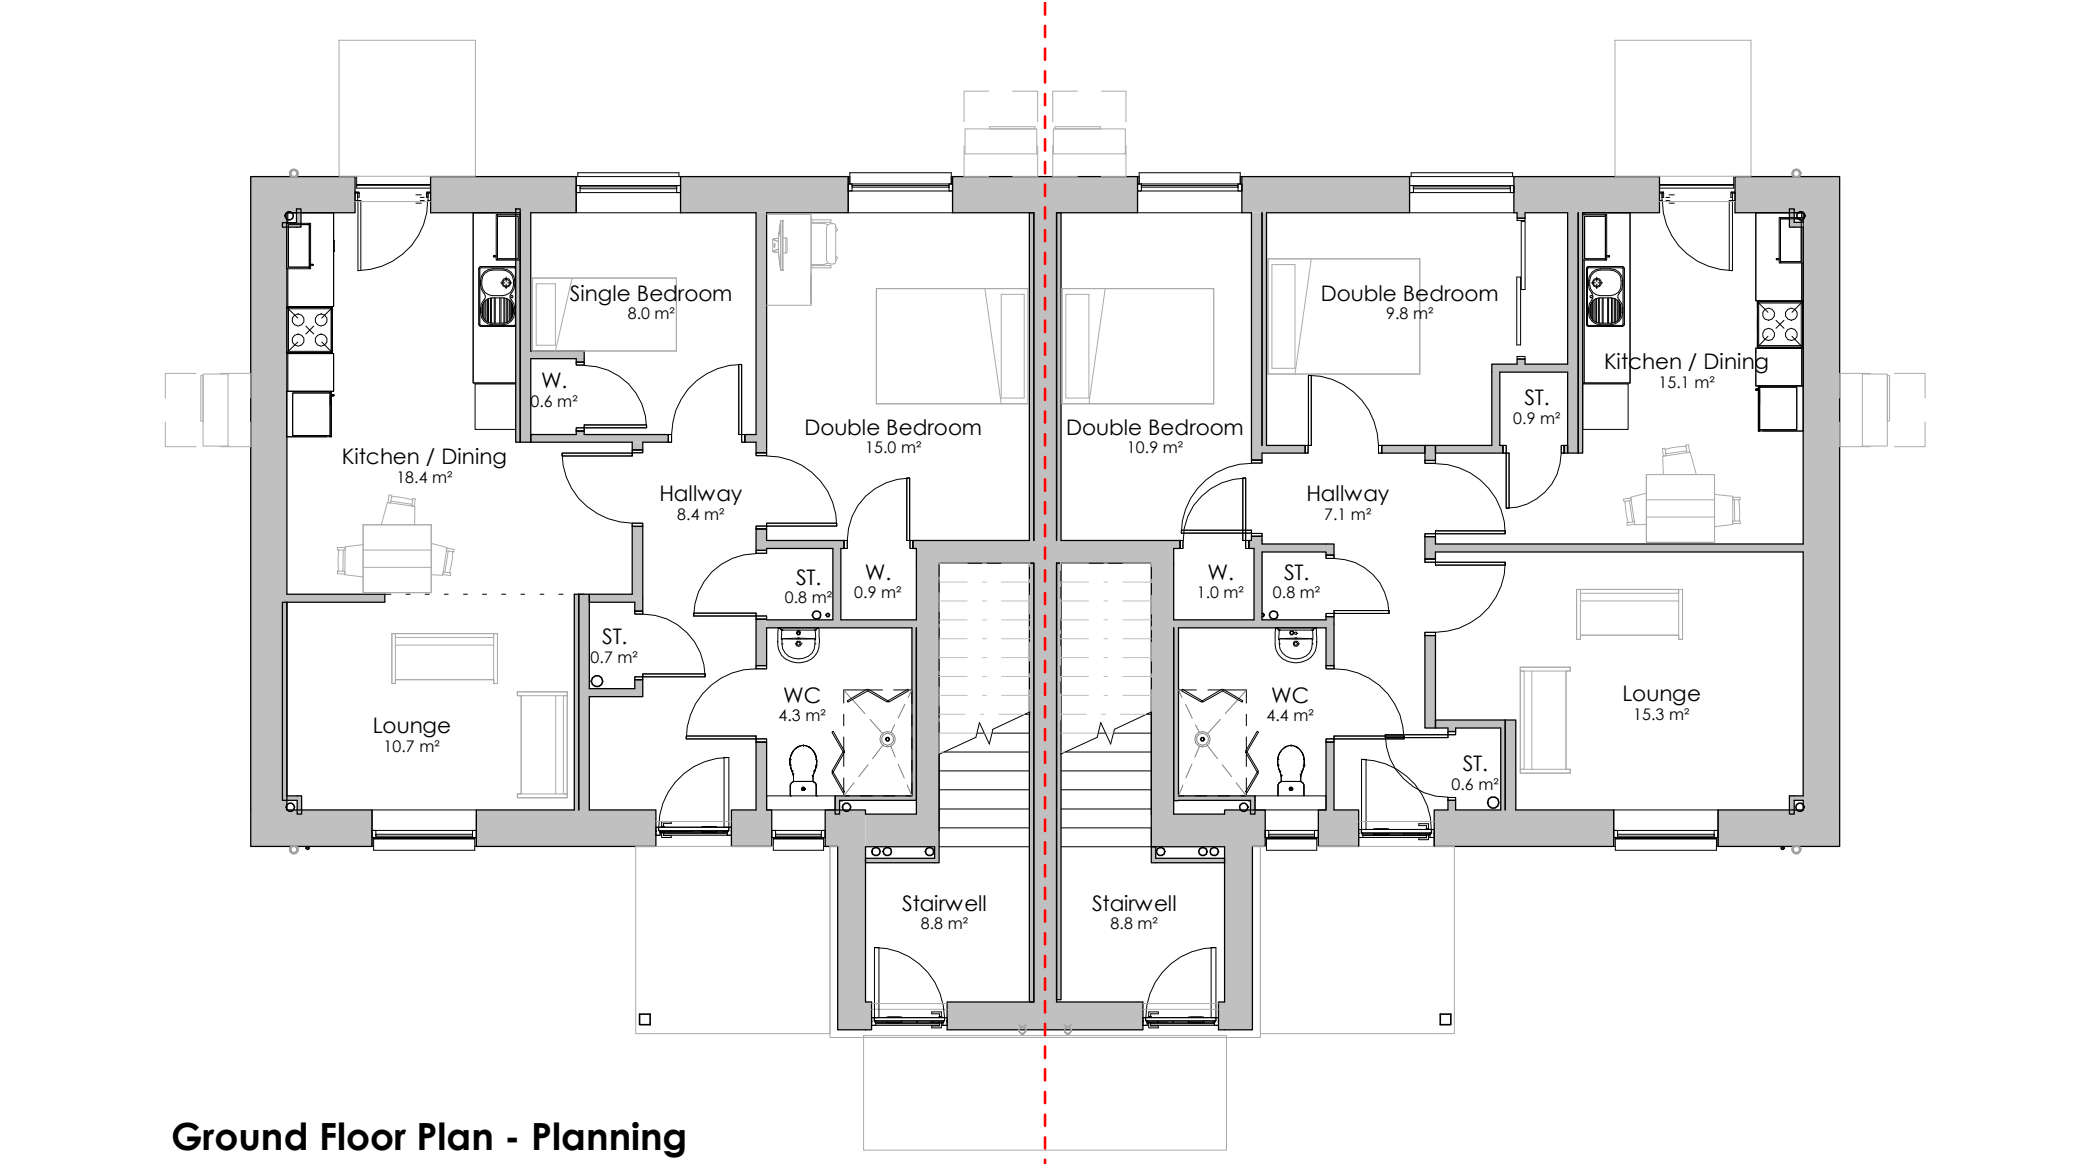 Single Bedroom
8.0 m²
Double Bedroom
9.8 m²
Kitchen / Dining
15.1 m²
W.
0.6 m²
ST.
0.9 m²
Double Bedroom
15.0 m²
Double Bedroom
10.9 m²
Kitchen / Dining
18.4 m²
Hallway
8.4 m²
Hallway
7.1 m²
ST.
0.8 m²
W.
0.9 m²
W.
1.0 m²
ST.
0.8 m²
ST.
0.7 m²
WC
4.3 m²
WC
4.4 m²
Lounge
15.3 m²
Lounge
10.7 m²
ST.
0.6 m²
Stairwell
8.8 m²
Stairwell
8.8 m²
Ground Floor Plan - Planning